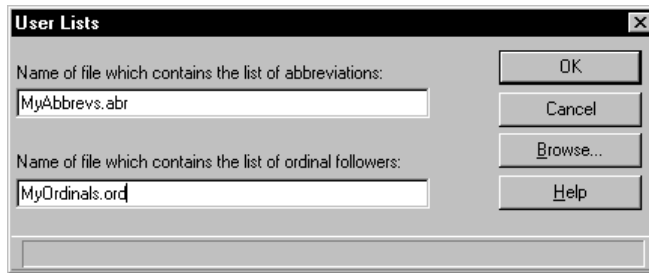 User Lists
Name of file which contains the list of abbreviations:
MyAbbrevs.abr
Name of file which contains the list of ordinal followers:
MyOrdinals.ord
OK
Cancel
Browse...
Help